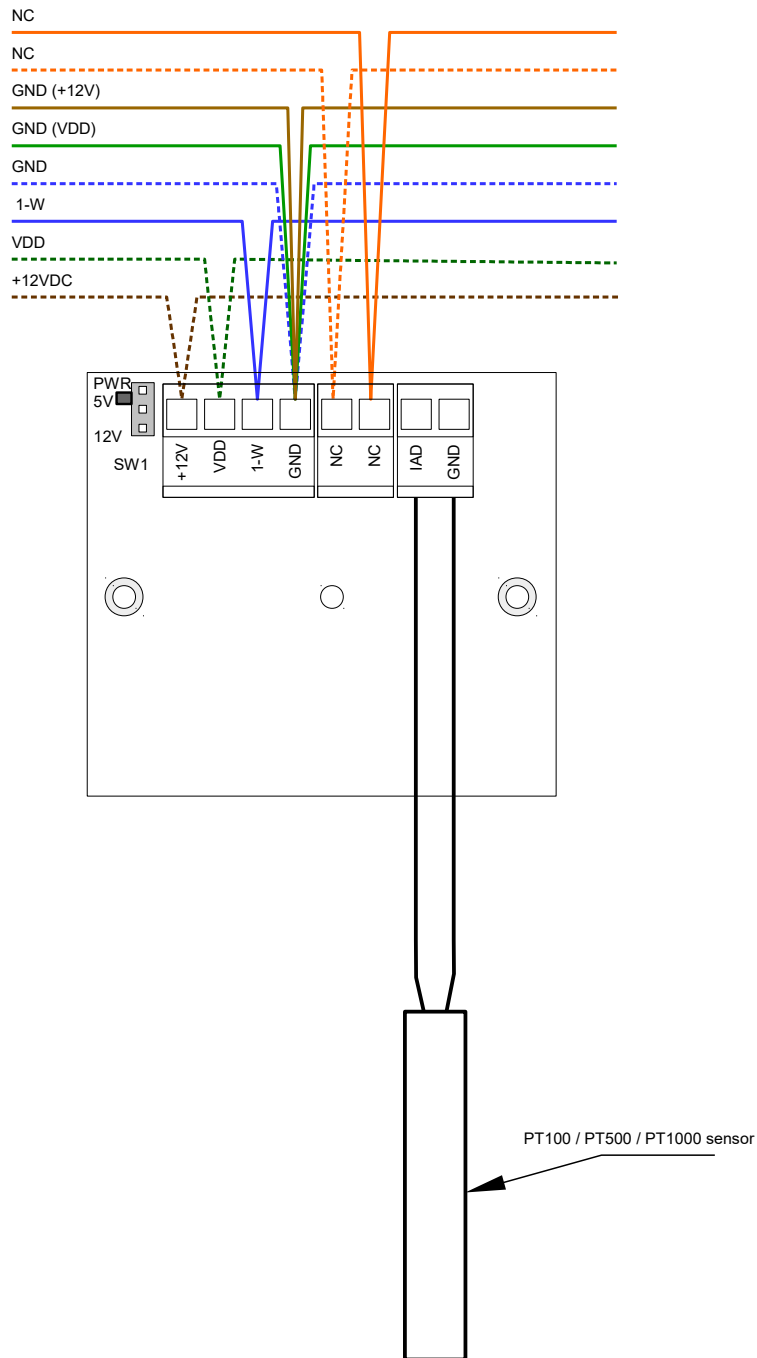 NC
NC
GND (+12V)
GND (VDD)
GND
1-W
VDD
+12VDC
PWR
5V
12V
SW1
+12V
VDD
1-W
GND
NC
NC
IAD
GND
PT100 / PT500 / PT1000 sensor